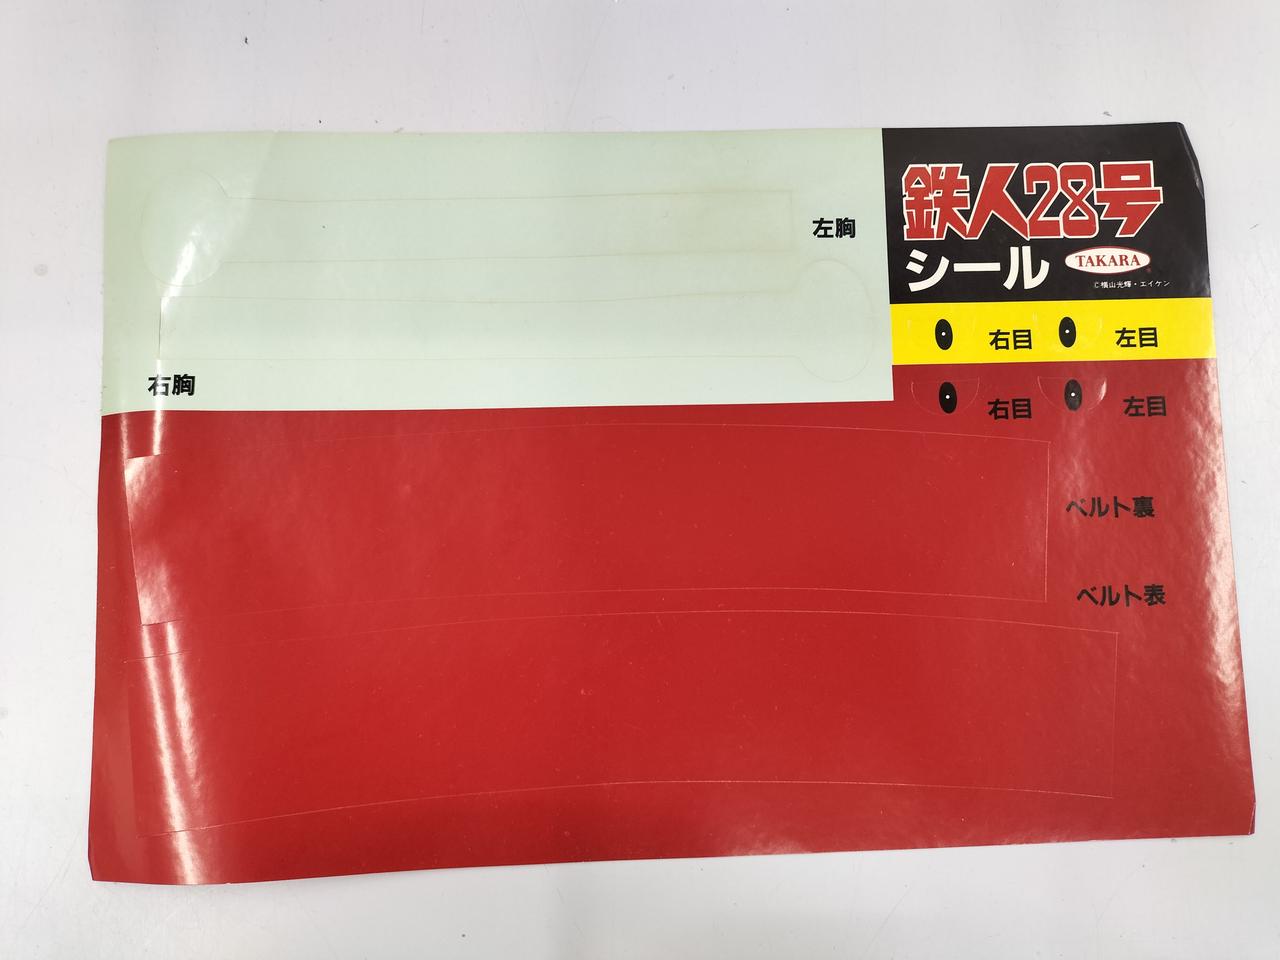 鉄人28号
シール
TAKARA
©横山光輝・エイケン
左胸
右胸
右目
左目
右目
左目
ベルト裏
ベルト表